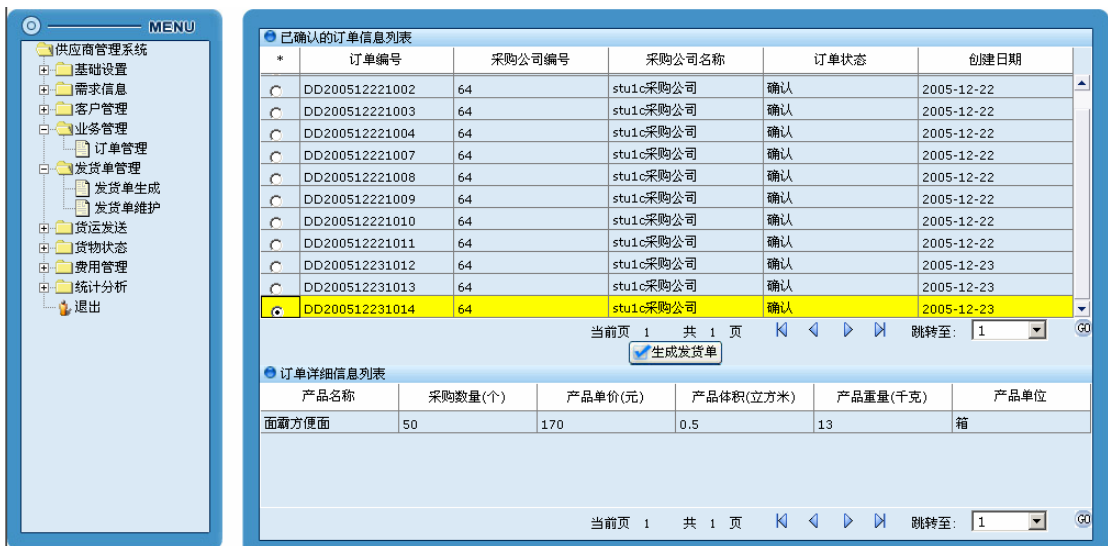 MENU
供应商管理系统
基础设置
需求信息
客户管理
业务管理
订单管理
发货单管理
发货单生成
发货单维护
货运发送
货物状态
费用管理
统计分析
退出
已确认的订单信息列表
* 订单编号 采购公司编号 采购公司名称 订单状态 创建日期
DD200512221002 64 stu1c采购公司 确认 2005-12-22
DD200512221003 64 stu1c采购公司 确认 2005-12-22
DD200512221004 64 stu1c采购公司 确认 2005-12-22
DD200512221007 64 stu1c采购公司 确认 2005-12-22
DD200512221008 64 stu1c采购公司 确认 2005-12-22
DD200512221009 64 stu1c采购公司 确认 2005-12-22
DD200512221010 64 stu1c采购公司 确认 2005-12-22
DD200512221011 64 stu1c采购公司 确认 2005-12-22
DD200512231012 64 stu1c采购公司 确认 2005-12-23
DD200512231013 64 stu1c采购公司 确认 2005-12-23
DD200512231014 64 stu1c采购公司 确认 2005-12-23
当前页 1 共 1 页 跳转至: 1 GO
生成发货单
订单详细信息列表
产品名称 采购数量(个) 产品单价(元) 产品体积(立方米) 产品重量(千克) 产品单位
面霸方便面 50 170 0.5 13 箱
当前页 1 共 1 页 跳转至: 1 GO